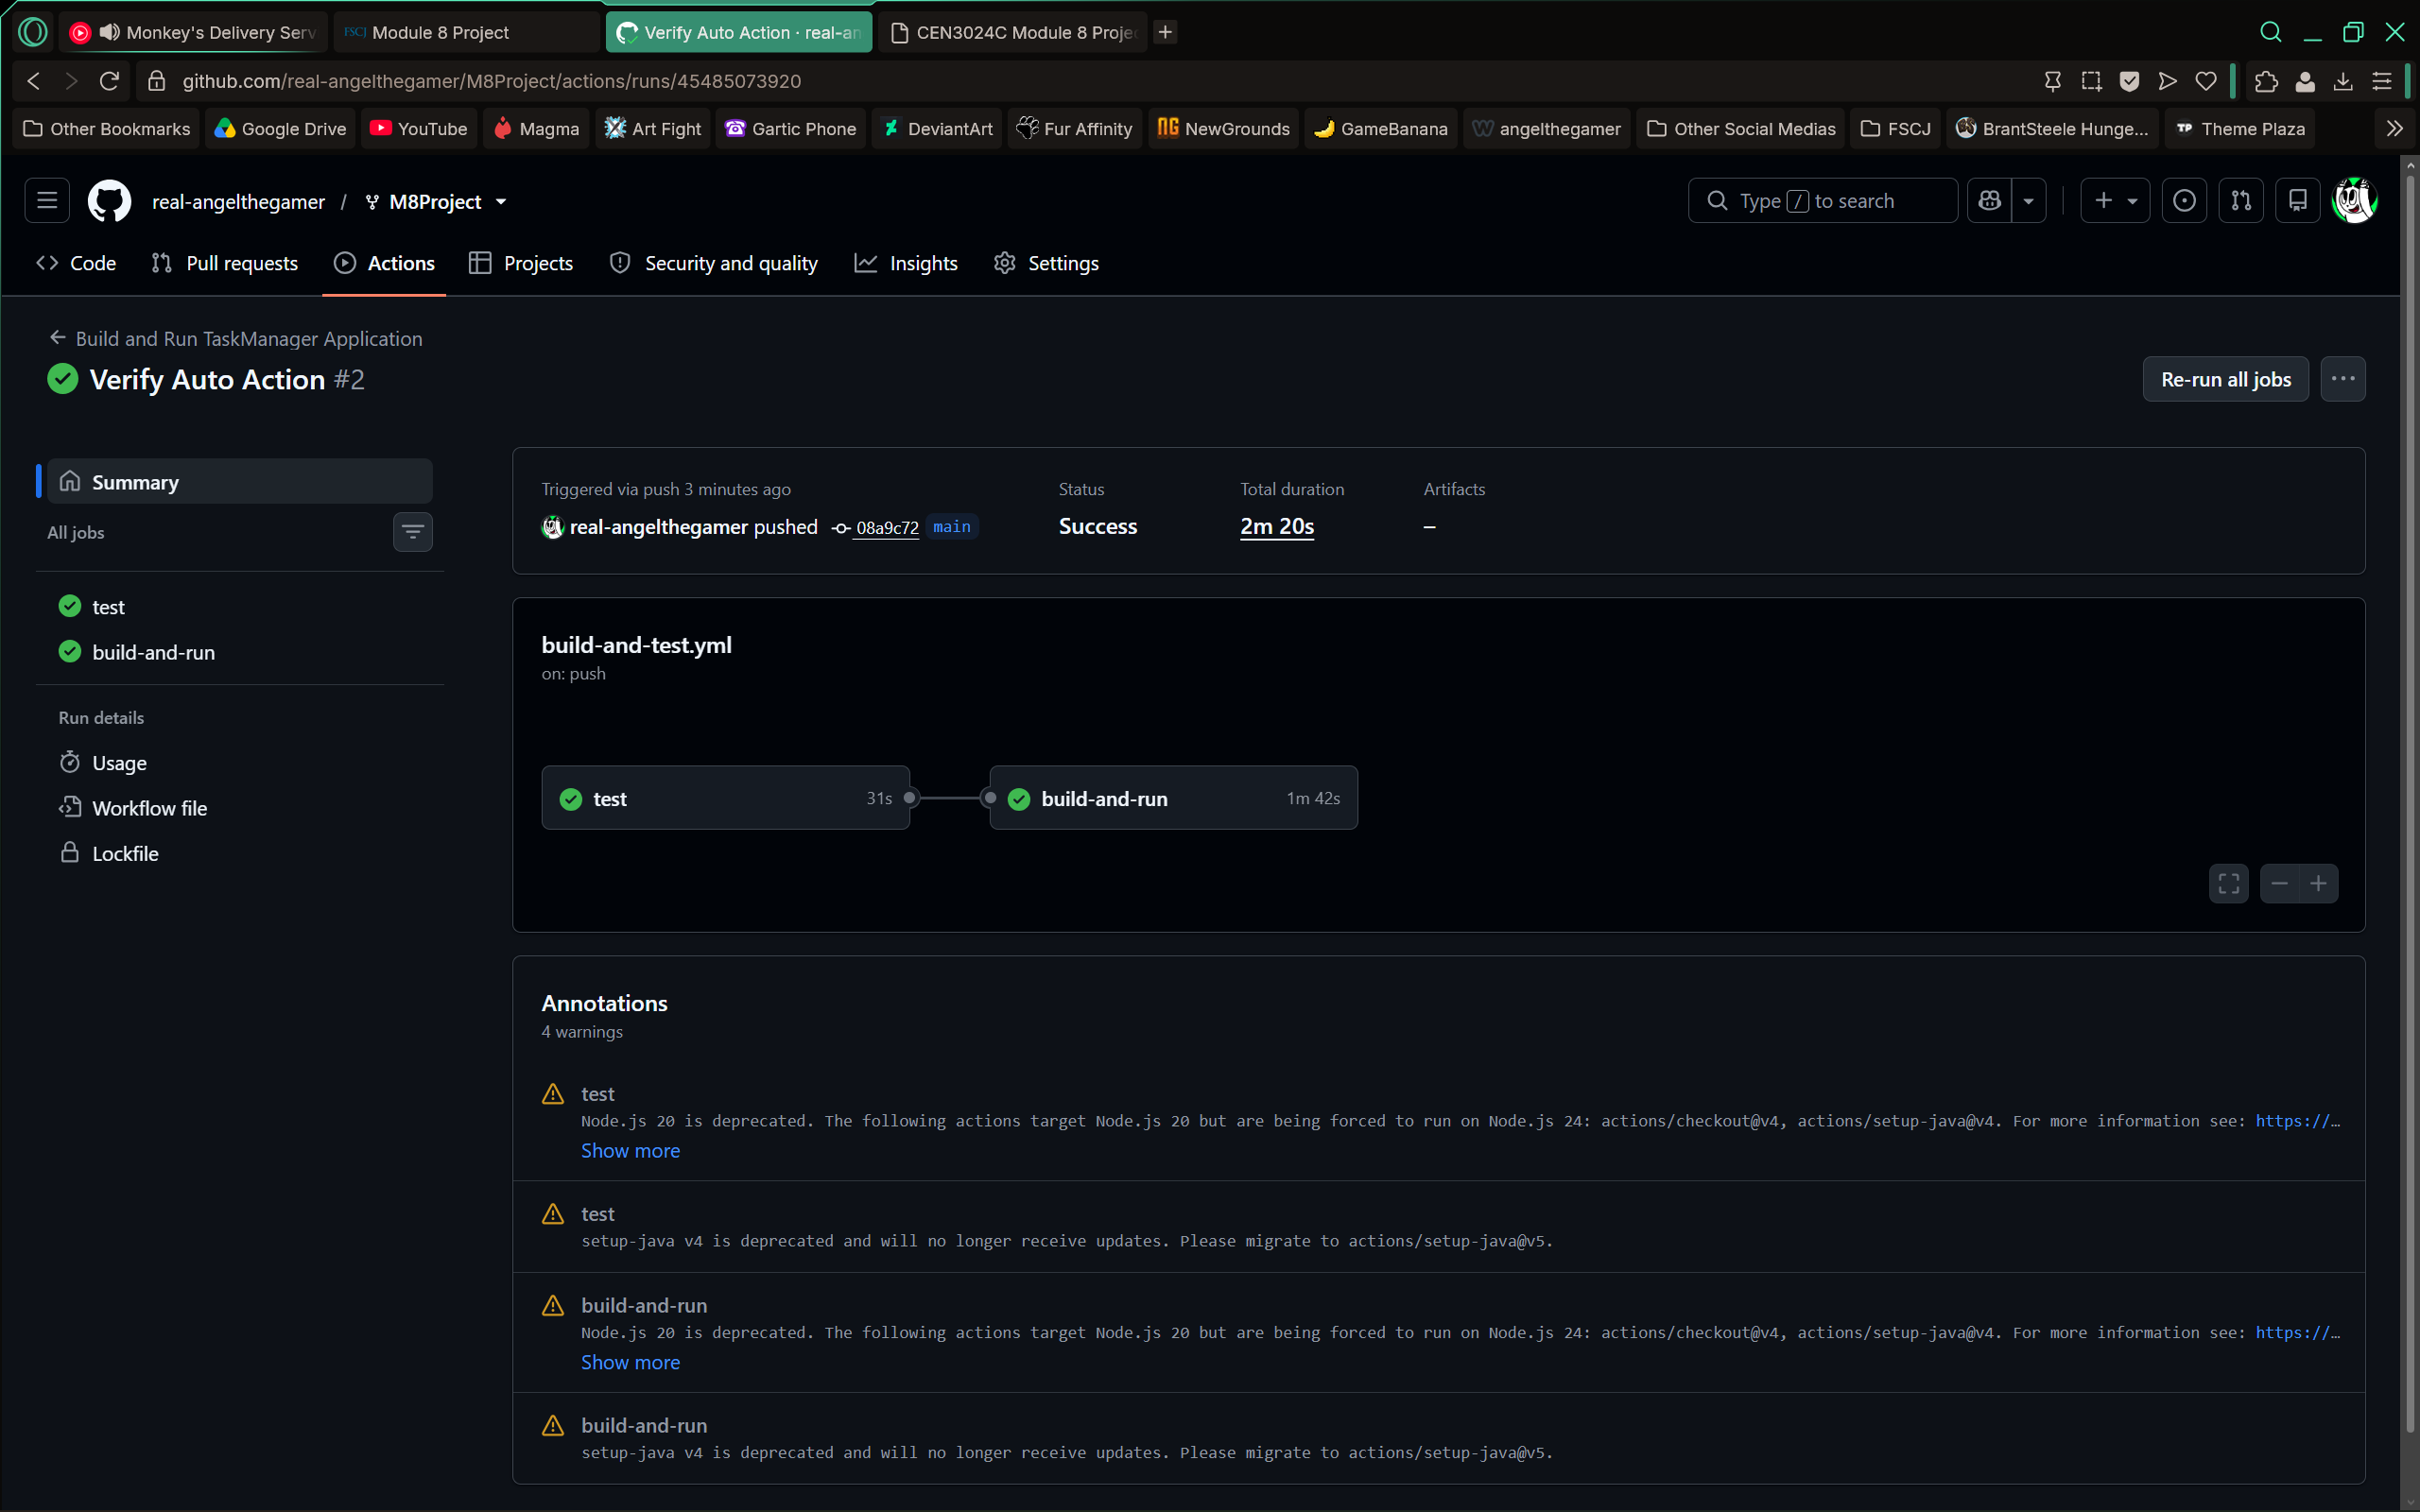 Monkey's Delivery Serv
FSCJ Module 8 Project
Verify Auto Action · real-an
CEN3024C Module 8 Proje
github.com/real-angelthegamer/M8Project/actions/runs/45485073920
Other Bookmarks
Google Drive
YouTube
Magma
Art Fight
Gartic Phone
DeviantArt
Fur Affinity
NG NewGrounds
GameBanana
angelthegamer
Other Social Medias
FSCJ
BrantSteele Hunge...
TP Theme Plaza
real-angelthegamer / M8Project
Type / to search
Code
Pull requests
Actions
Projects
Security and quality
Insights
Settings
Build and Run TaskManager Application
Verify Auto Action #2
Re-run all jobs
Summary
All jobs
test
build-and-run
Run details
Usage
Workflow file
Lockfile
Triggered via push 3 minutes ago
real-angelthegamer pushed 08a9c72 main
Status
Success
Total duration
2m 20s
Artifacts
–
build-and-test.yml
on: push
test 31s
build-and-run 1m 42s
Annotations
4 warnings
test
Node.js 20 is deprecated. The following actions target Node.js 20 but are being forced to run on Node.js 24: actions/checkout@v4, actions/setup-java@v4. For more information see: https://…
Show more
test
setup-java v4 is deprecated and will no longer receive updates. Please migrate to actions/setup-java@v5.
build-and-run
Node.js 20 is deprecated. The following actions target Node.js 20 but are being forced to run on Node.js 24: actions/checkout@v4, actions/setup-java@v4. For more information see: https://…
Show more
build-and-run
setup-java v4 is deprecated and will no longer receive updates. Please migrate to actions/setup-java@v5.